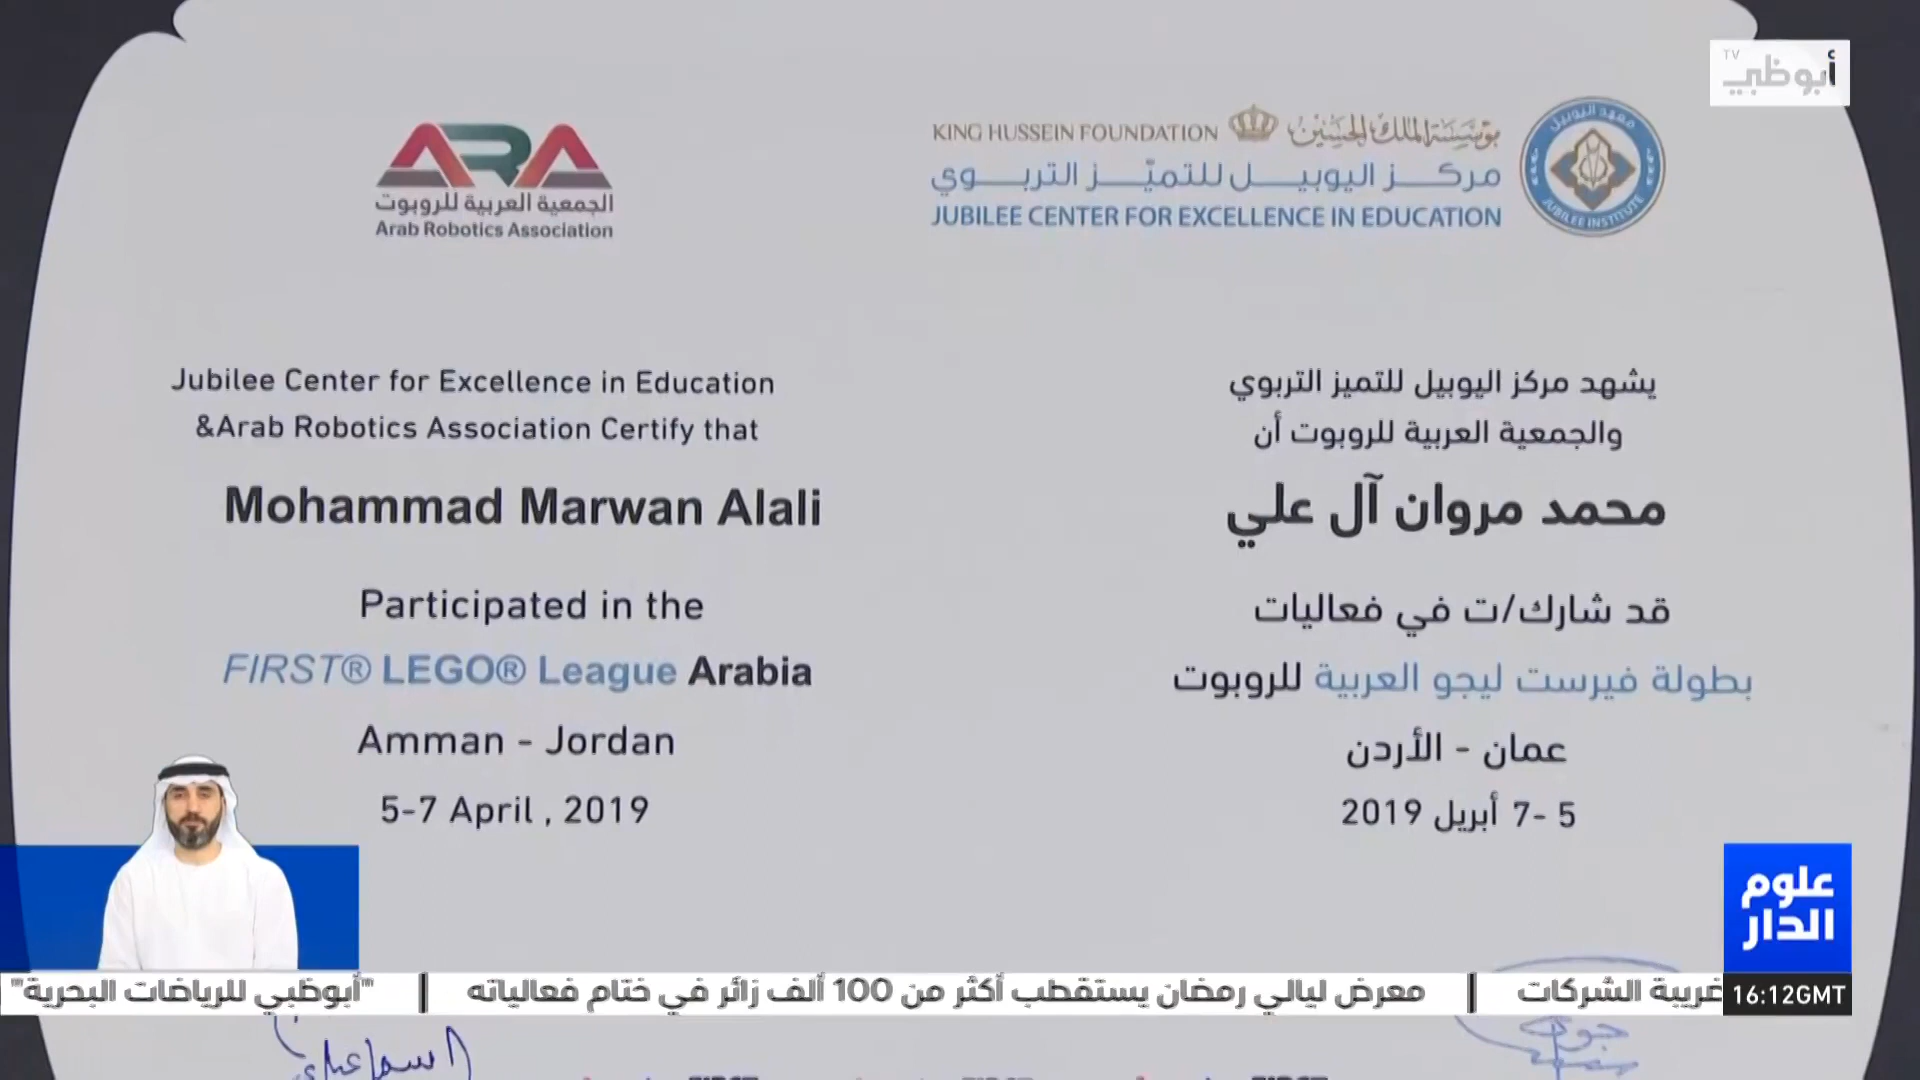 TV
أبوظبي
ARA
الجمعية العربية للروبوت
Arab Robotics Association
KING HUSSEIN FOUNDATION
مؤسسة الملك الحسين
مركز اليوبيل للتميّز التربوي
JUBILEE CENTER FOR EXCELLENCE IN EDUCATION
معهد اليوبيل
JUBILEE INSTITUTE
Jubilee Center for Excellence in Education
&Arab Robotics Association Certify that
Mohammad Marwan Alali
Participated in the
FIRST® LEGO® League Arabia
Amman - Jordan
5-7 April , 2019
يشهد مركز اليوبيل للتميز التربوي
والجمعية العربية للروبوت أن
محمد مروان آل علي
قد شارك/ت في فعاليات
بطولة فيرست ليجو العربية للروبوت
عمان - الأردن
5 -7 أبريل 2019
علوم
الدار
الشركات | معرض ليالي رمضان يستقطب أكثر من 100 ألف زائر في ختام فعالياته | "أبوظبي للرياضات البحرية"
16:12GMT